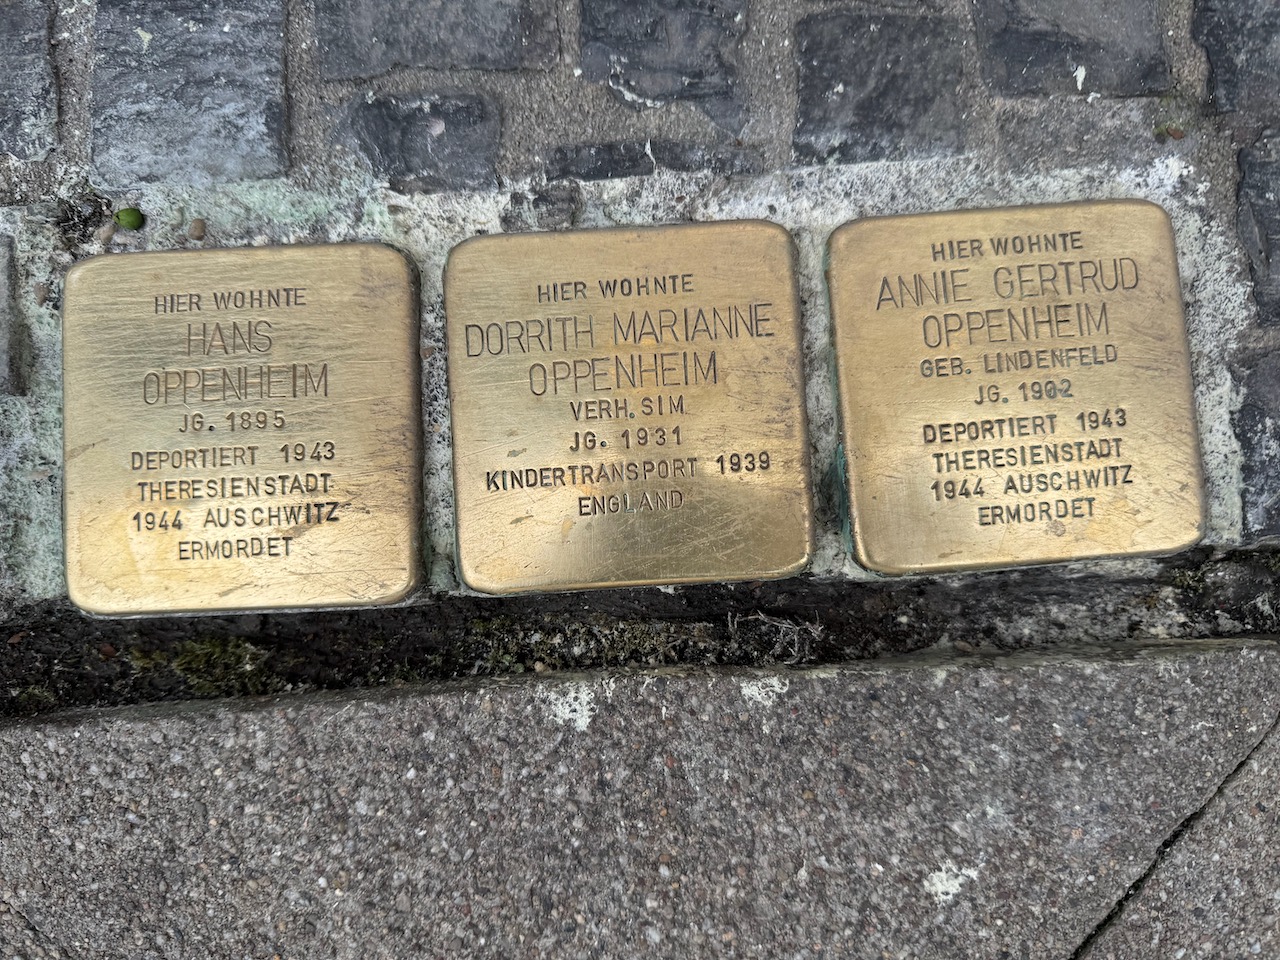 HIER WOHNTE
HANS
OPPENHEIM
JG. 1895
DEPORTIERT 1943
THERESIENSTADT
1944 AUSCHWITZ
ERMORDET
HIER WOHNTE
DORRITH MARIANNE
OPPENHEIM
VERH. SIM
JG. 1931
KINDERTRANSPORT 1939
ENGLAND
HIER WOHNTE
ANNIE GERTRUD
OPPENHEIM
GEB. LINDENFELD
JG. 1902
DEPORTIERT 1943
THERESIENSTADT
1944 AUSCHWITZ
ERMORDET